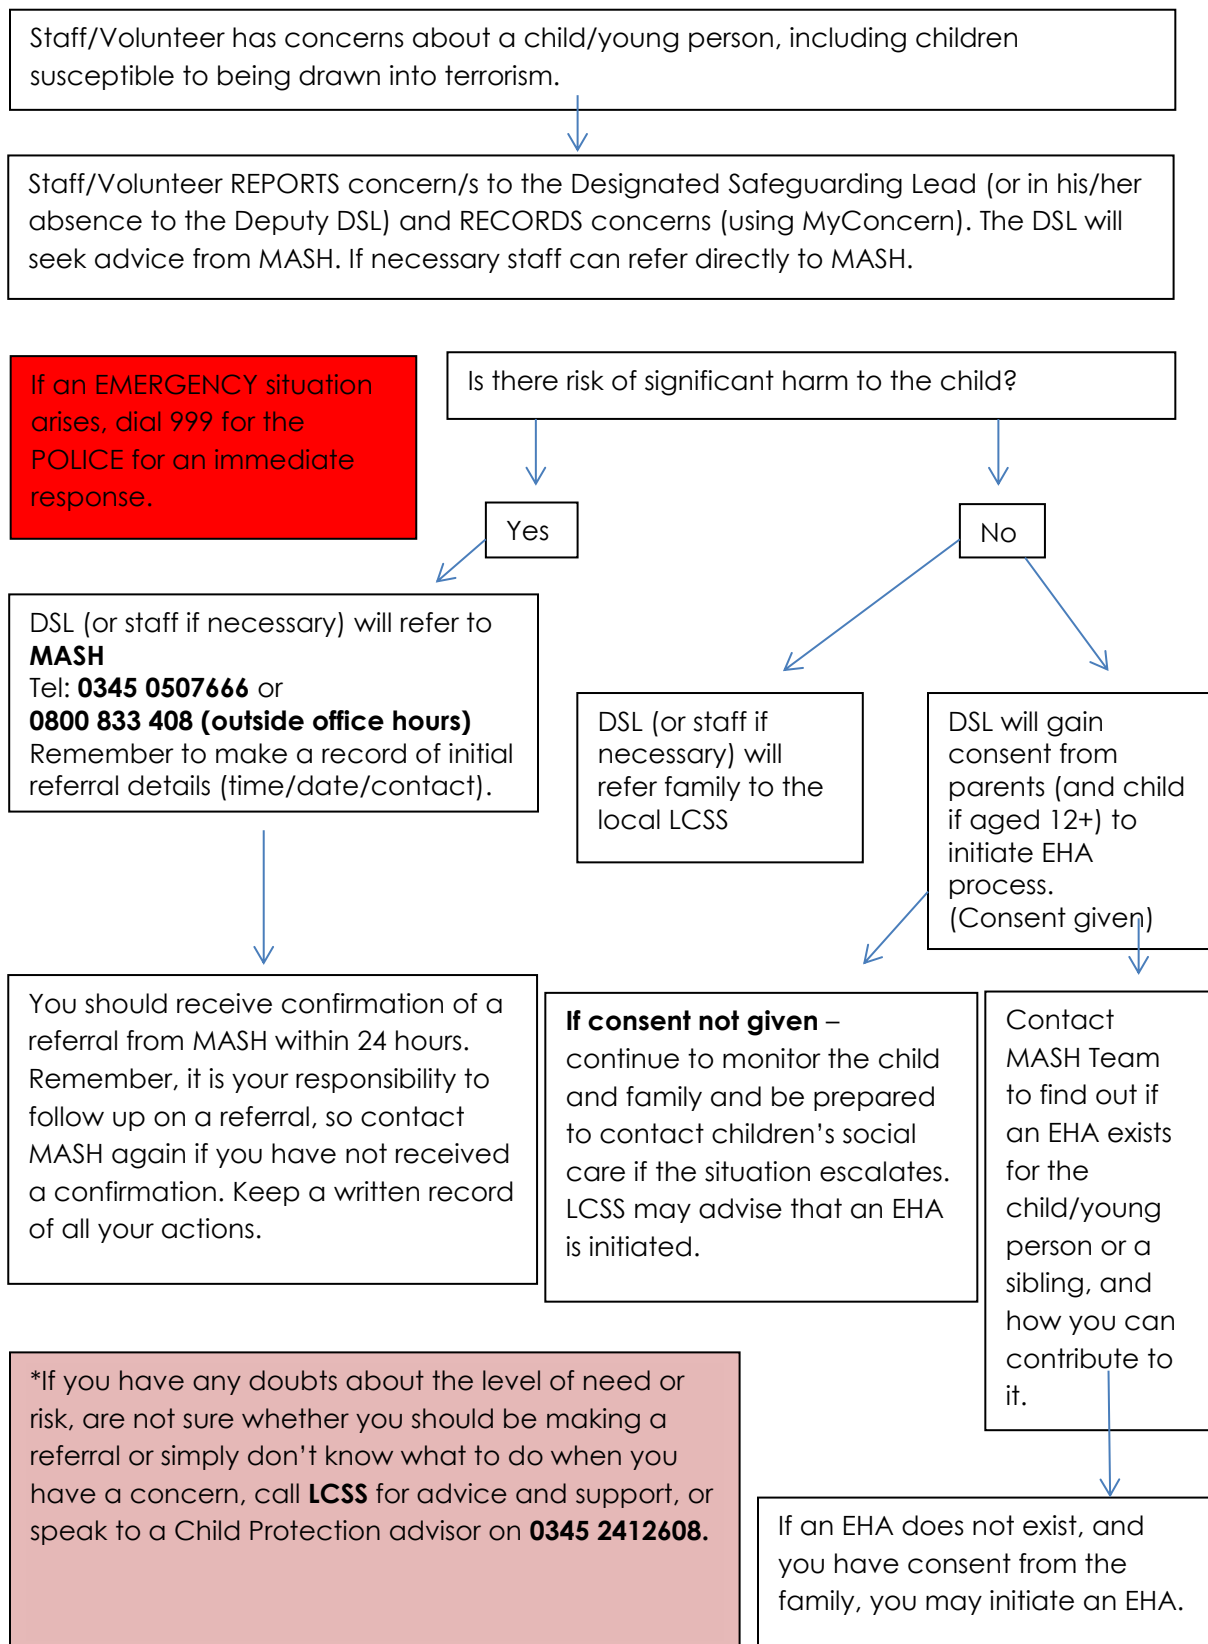 Staff/Volunteer has concerns about a child/young person, including children
susceptible to being drawn into terrorism.
Staff/Volunteer REPORTS concern/s to the Designated Safeguarding Lead (or in his/her
absence to the Deputy DSL) and RECORDS concerns (using MyConcern). The DSL will
seek advice from MASH. If necessary staff can refer directly to MASH.
If an EMERGENCY situation
arises, dial 999 for the
POLICE for an immediate
response.
Is there risk of significant harm to the child?
Yes
No
DSL (or staff if necessary) will refer to
MASH
Tel: 0345 0507666 or
0800 833 408 (outside office hours)
Remember to make a record of initial
referral details (time/date/contact).
DSL (or staff if
necessary) will
refer family to the
local LCSS
DSL will gain
consent from
parents (and child
if aged 12+) to
initiate EHA
process.
(Consent given)
You should receive confirmation of a
referral from MASH within 24 hours.
Remember, it is your responsibility to
follow up on a referral, so contact
MASH again if you have not received
a confirmation. Keep a written record
of all your actions.
If consent not given –
continue to monitor the child
and family and be prepared
to contact children’s social
care if the situation escalates.
LCSS may advise that an EHA
is initiated.
Contact
MASH Team
to find out if
an EHA exists
for the
child/young
person or a
sibling, and
how you can
contribute to
it.
*If you have any doubts about the level of need or
risk, are not sure whether you should be making a
referral or simply don’t know what to do when you
have a concern, call LCSS for advice and support, or
speak to a Child Protection advisor on 0345 2412608.
If an EHA does not exist, and
you have consent from the
family, you may initiate an EHA.